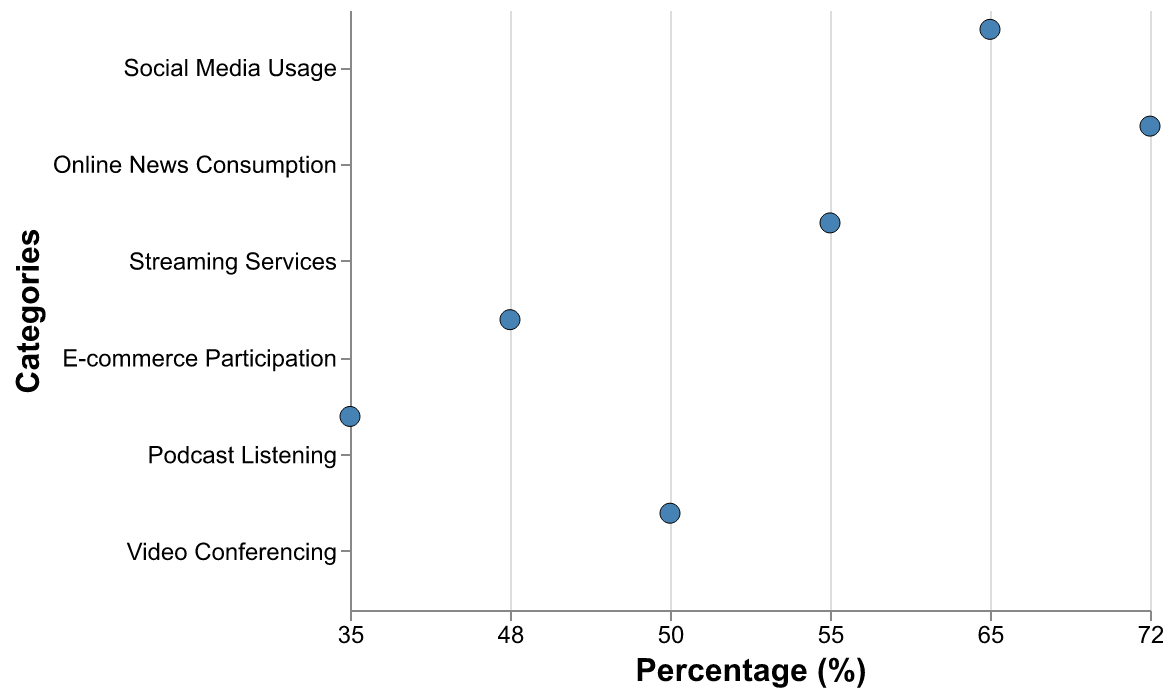 Social Media Usage
Online News Consumption
Streaming Services
E-commerce Participation
Podcast Listening
Video Conferencing
Categories
35 48 50 55 65 72
Percentage (%)